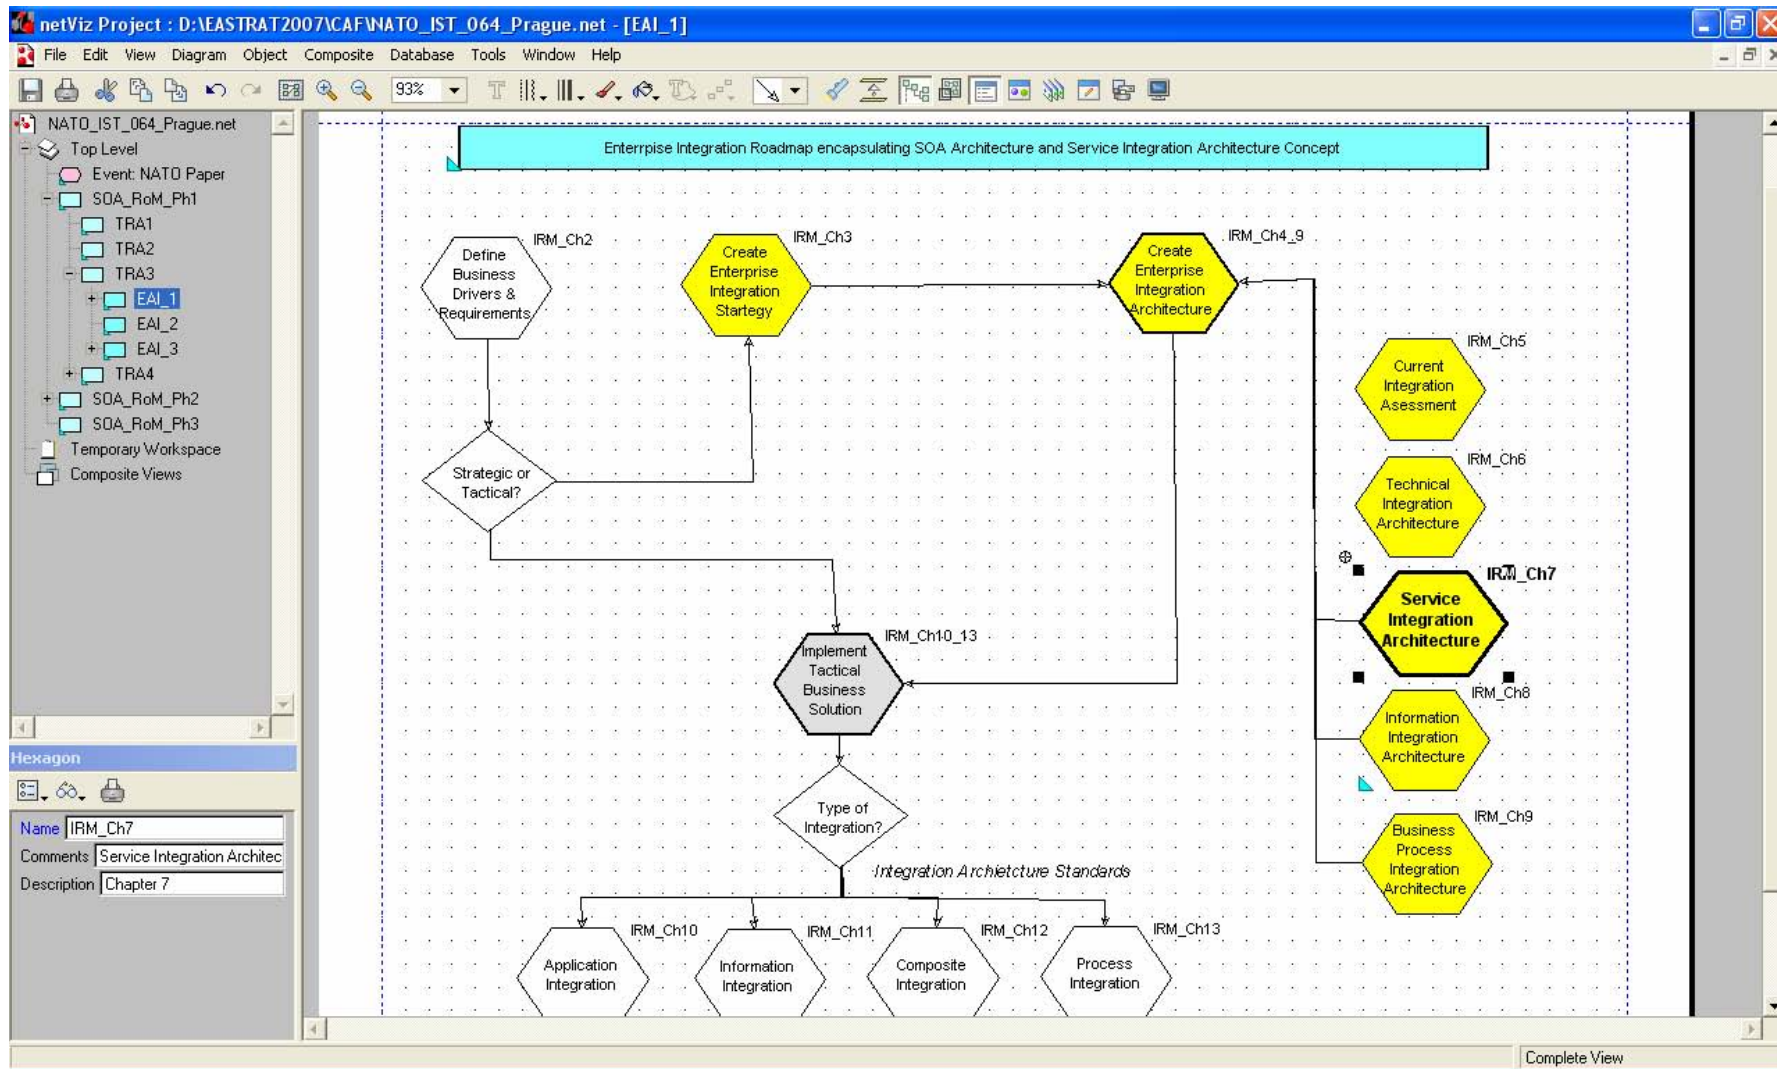 netViz Project : D:\EASTRAT2007\CAF\NATO_IST_064_Prague.net - [EAI_1]
File Edit View Diagram Object Composite Database Tools Window Help
93%
NATO_IST_064_Prague.net
Top Level
Event: NATO Paper
SOA_RoM_Ph1
TRA1
TRA2
TRA3
EAI_1
EAI_2
EAI_3
TRA4
SOA_RoM_Ph2
SOA_RoM_Ph3
Temporary Workspace
Composite Views
Hexagon
Name IRM_Ch7
Comments Service Integration Architec
Description Chapter 7
Enterrpise Integration Roadmap encapsulating SOA Architecture and Service Integration Architecture Concept
IRM_Ch2
Define
Business
Drivers &
Requirements
IRM_Ch3
Create
Enterprise
Integration
Startegy
IRM_Ch4_9
Create
Enterprise
Integration
Architecture
IRM_Ch5
Current
Integration
Asessment
IRM_Ch6
Technical
Integration
Architecture
Strategic or
Tactical?
IRM_Ch7
Service
Integration
Architecture
IRM_Ch10_13
Implement
Tactical
Business
Solution
IRM_Ch8
Information
Integration
Architecture
Type of
Integration?
IRM_Ch9
Business
Process
Integration
Architecture
Integration Archietcture Standards
IRM_Ch10
Application
Integration
IRM_Ch11
Information
Integration
IRM_Ch12
Composite
Integration
IRM_Ch13
Process
Integration
Complete View